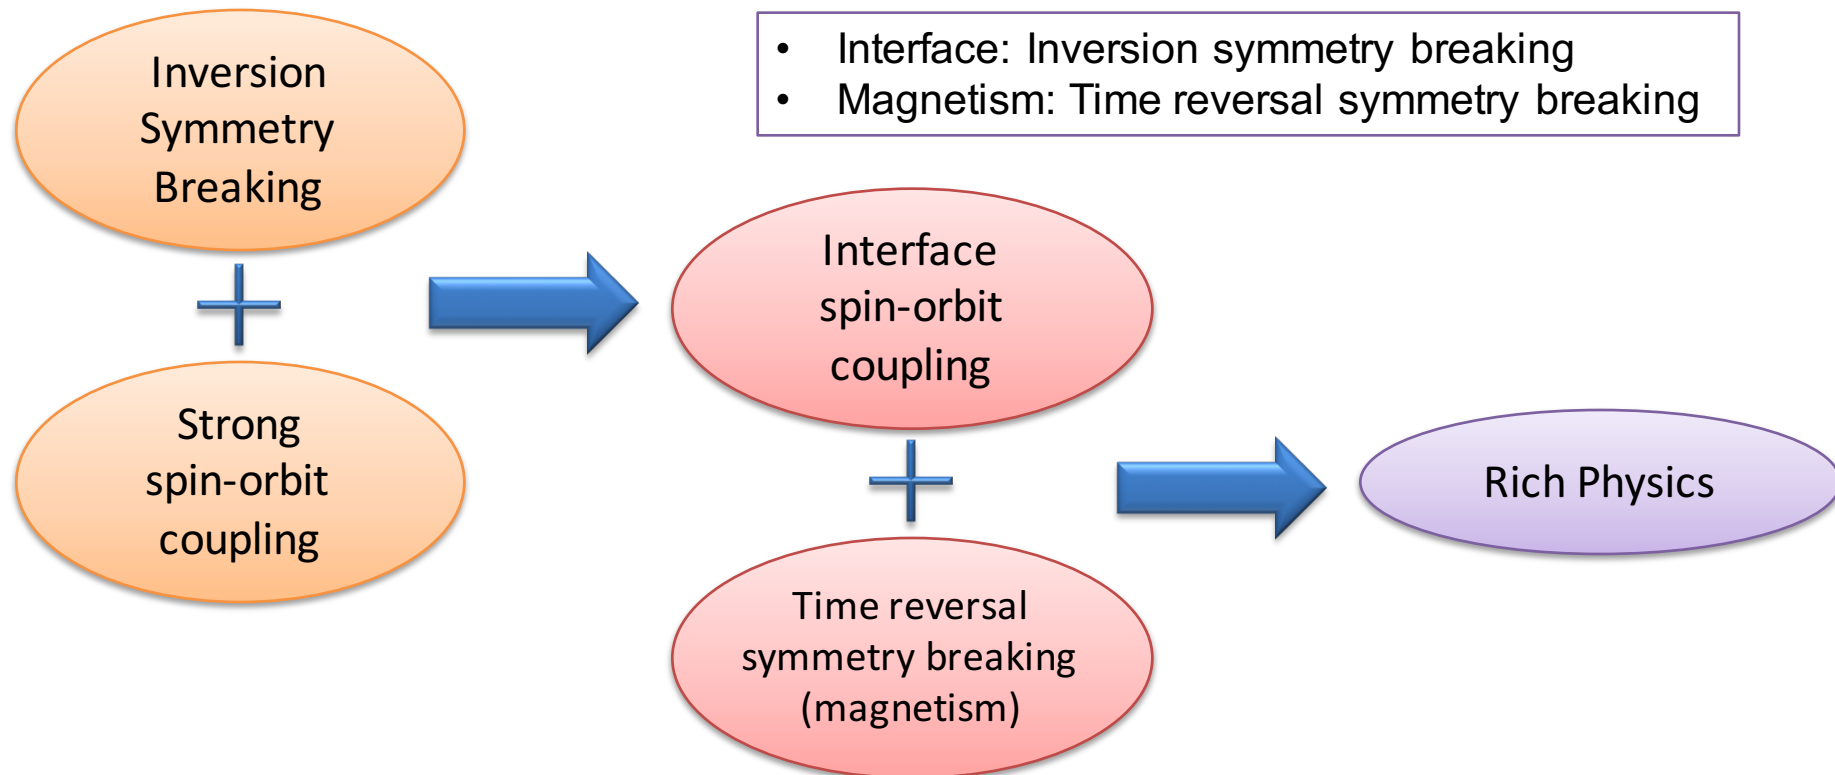 Inversion
Symmetry
Breaking
• Interface: Inversion symmetry breaking
• Magnetism: Time reversal symmetry breaking
Strong
spin-orbit
coupling
Interface
spin-orbit
coupling
Time reversal
symmetry breaking
(magnetism)
Rich Physics